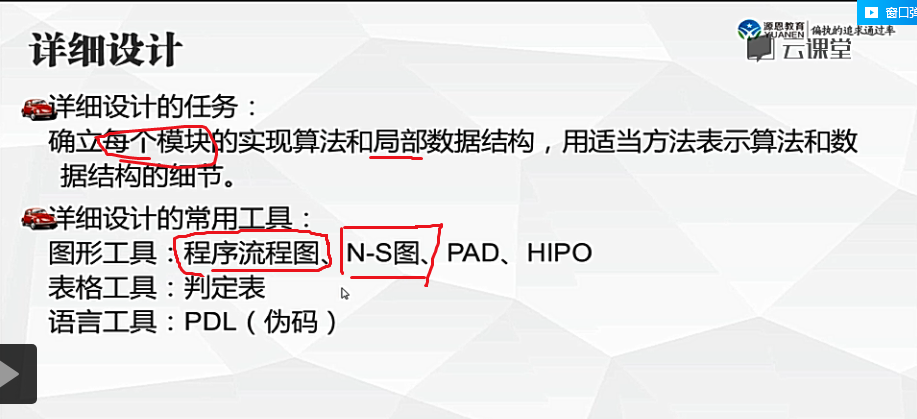 窗口弹
源恩教育
YUANEN
偏执的追求通过率
云课堂
详细设计
详细设计的任务：
确立每个模块的实现算法和局部数据结构，用适当方法表示算法和数
据结构的细节。
详细设计的常用工具：
图形工具：程序流程图、N-S图、PAD、HIPO
表格工具：判定表
语言工具：PDL（伪码）